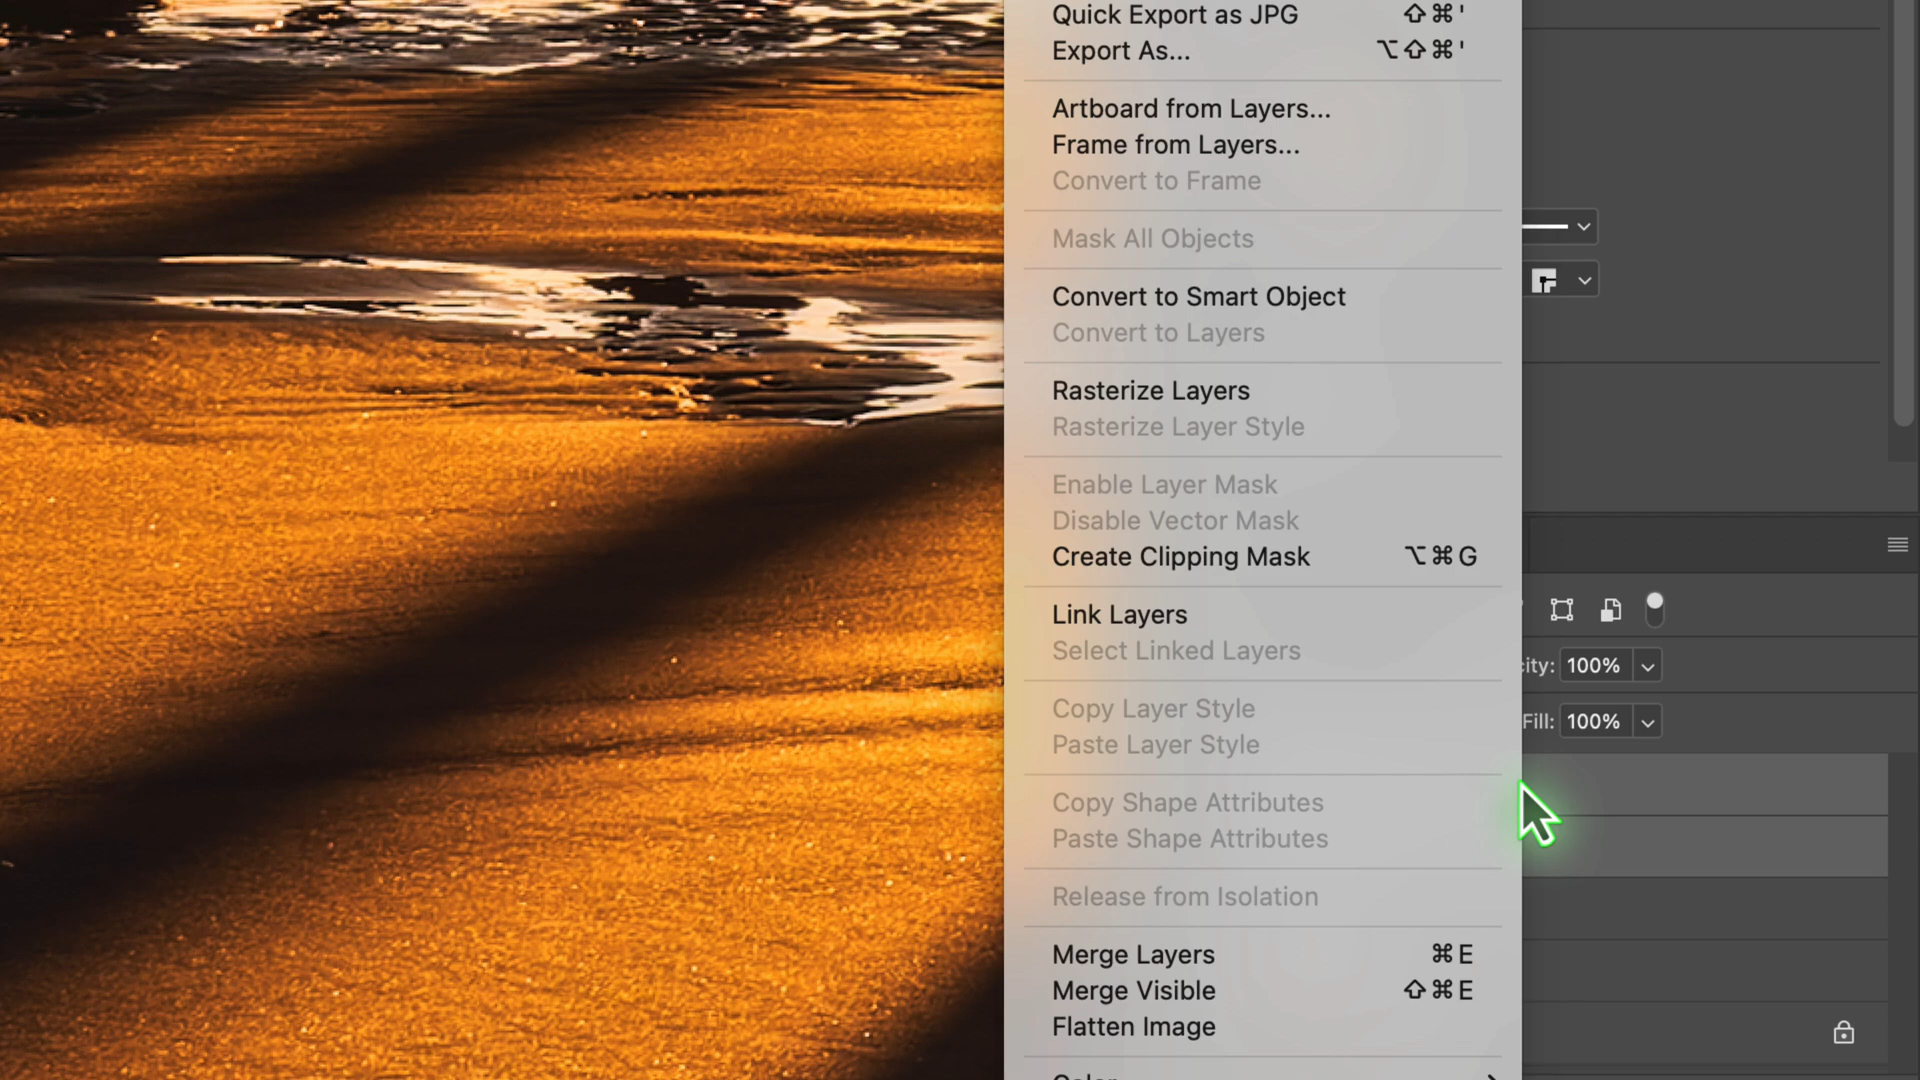 Quick Export as JPG ⇧⌘'
Export As... ⌥⇧⌘'
Artboard from Layers...
Frame from Layers...
Convert to Frame
Mask All Objects
Convert to Smart Object
Convert to Layers
Rasterize Layers
Rasterize Layer Style
Enable Layer Mask
Disable Vector Mask
Create Clipping Mask ⌥⌘G
Link Layers
Select Linked Layers
city: 100%
Copy Layer Style
Fill: 100%
Paste Layer Style
Copy Shape Attributes
Paste Shape Attributes
Release from Isolation
Merge Layers ⌘E
Merge Visible ⇧⌘E
Flatten Image